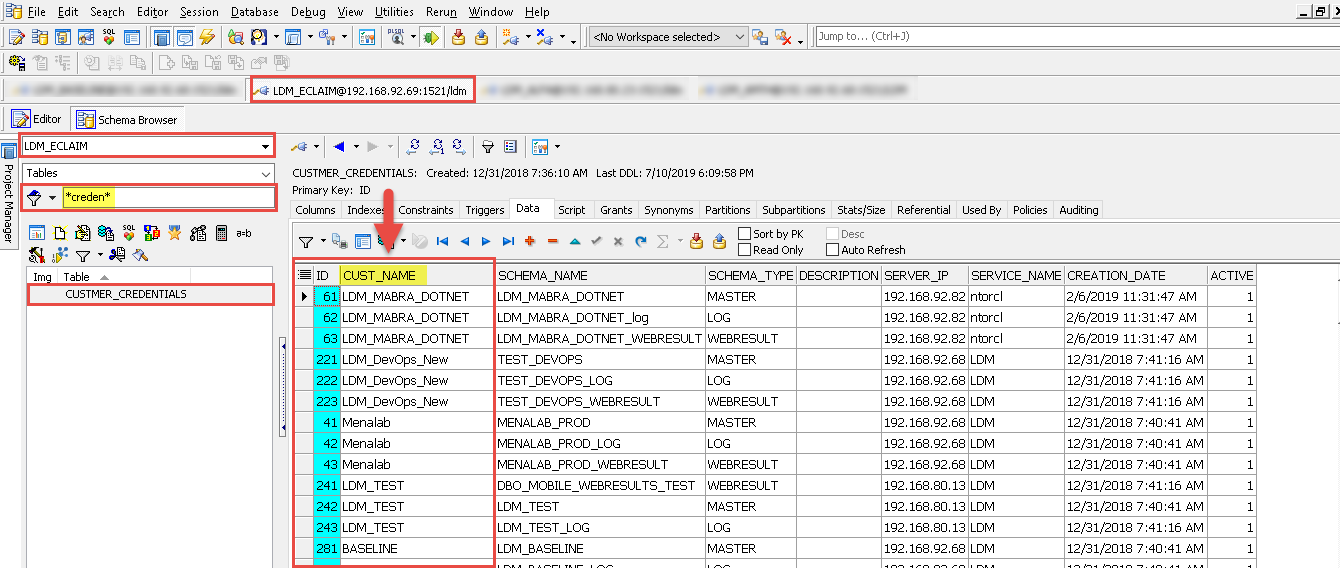 File Edit Search Editor Session Database Debug View Utilities Rerun Window Help
SQL PLSQL <No Workspace selected> Jump to... (Ctrl+J)
LDM_ECLAIM@192.168.92.69:1521/ldm
Editor Schema Browser
Project Manager
LDM_ECLAIM
Tables
*creden*
SQL a=b
Img Table
CUSTMER_CREDENTIALS
CUSTMER_CREDENTIALS: Created: 12/31/2018 7:36:10 AM Last DDL: 7/10/2019 6:09:58 PM
Primary Key: ID
Columns Indexes Constraints Triggers Data Script Grants Synonyms Partitions Subpartitions Stats/Size Referential Used By Policies Auditing
Sort by PK Desc
Read Only Auto Refresh
ID CUST_NAME SCHEMA_NAME SCHEMA_TYPE DESCRIPTION SERVER_IP SERVICE_NAME CREATION_DATE ACTIVE
61 LDM_MABRA_DOTNET LDM_MABRA_DOTNET MASTER 192.168.92.82 ntorcl 2/6/2019 11:31:47 AM 1
62 LDM_MABRA_DOTNET LDM_MABRA_DOTNET_log LOG 192.168.92.82 ntorcl 2/6/2019 11:31:47 AM 1
63 LDM_MABRA_DOTNET LDM_MABRA_DOTNET_WEBRESULT WEBRESULT 192.168.92.82 ntorcl 2/6/2019 11:31:47 AM 1
221 LDM_DevOps_New TEST_DEVOPS MASTER 192.168.92.68 LDM 12/31/2018 7:41:16 AM 1
222 LDM_DevOps_New TEST_DEVOPS_LOG LOG 192.168.92.68 LDM 12/31/2018 7:41:16 AM 1
223 LDM_DevOps_New TEST_DEVOPS_WEBRESULT WEBRESULT 192.168.92.68 LDM 12/31/2018 7:41:16 AM 1
41 Menalab MENALAB_PROD MASTER 192.168.92.68 LDM 12/31/2018 7:40:41 AM 1
42 Menalab MENALAB_PROD_LOG LOG 192.168.92.68 LDM 12/31/2018 7:40:41 AM 1
43 Menalab MENALAB_PROD_WEBRESULT WEBRESULT 192.168.92.68 LDM 12/31/2018 7:40:41 AM 1
241 LDM_TEST DBO_MOBILE_WEBRESULTS_TEST WEBRESULT 192.168.80.13 LDM 12/31/2018 7:41:16 AM 1
242 LDM_TEST LDM_TEST MASTER 192.168.80.13 LDM 12/31/2018 7:40:41 AM 1
243 LDM_TEST LDM_TEST_LOG LOG 192.168.80.13 LDM 12/31/2018 7:41:16 AM 1
281 BASELINE LDM_BASELINE MASTER 192.168.92.68 LDM 12/31/2018 7:40:41 AM 1